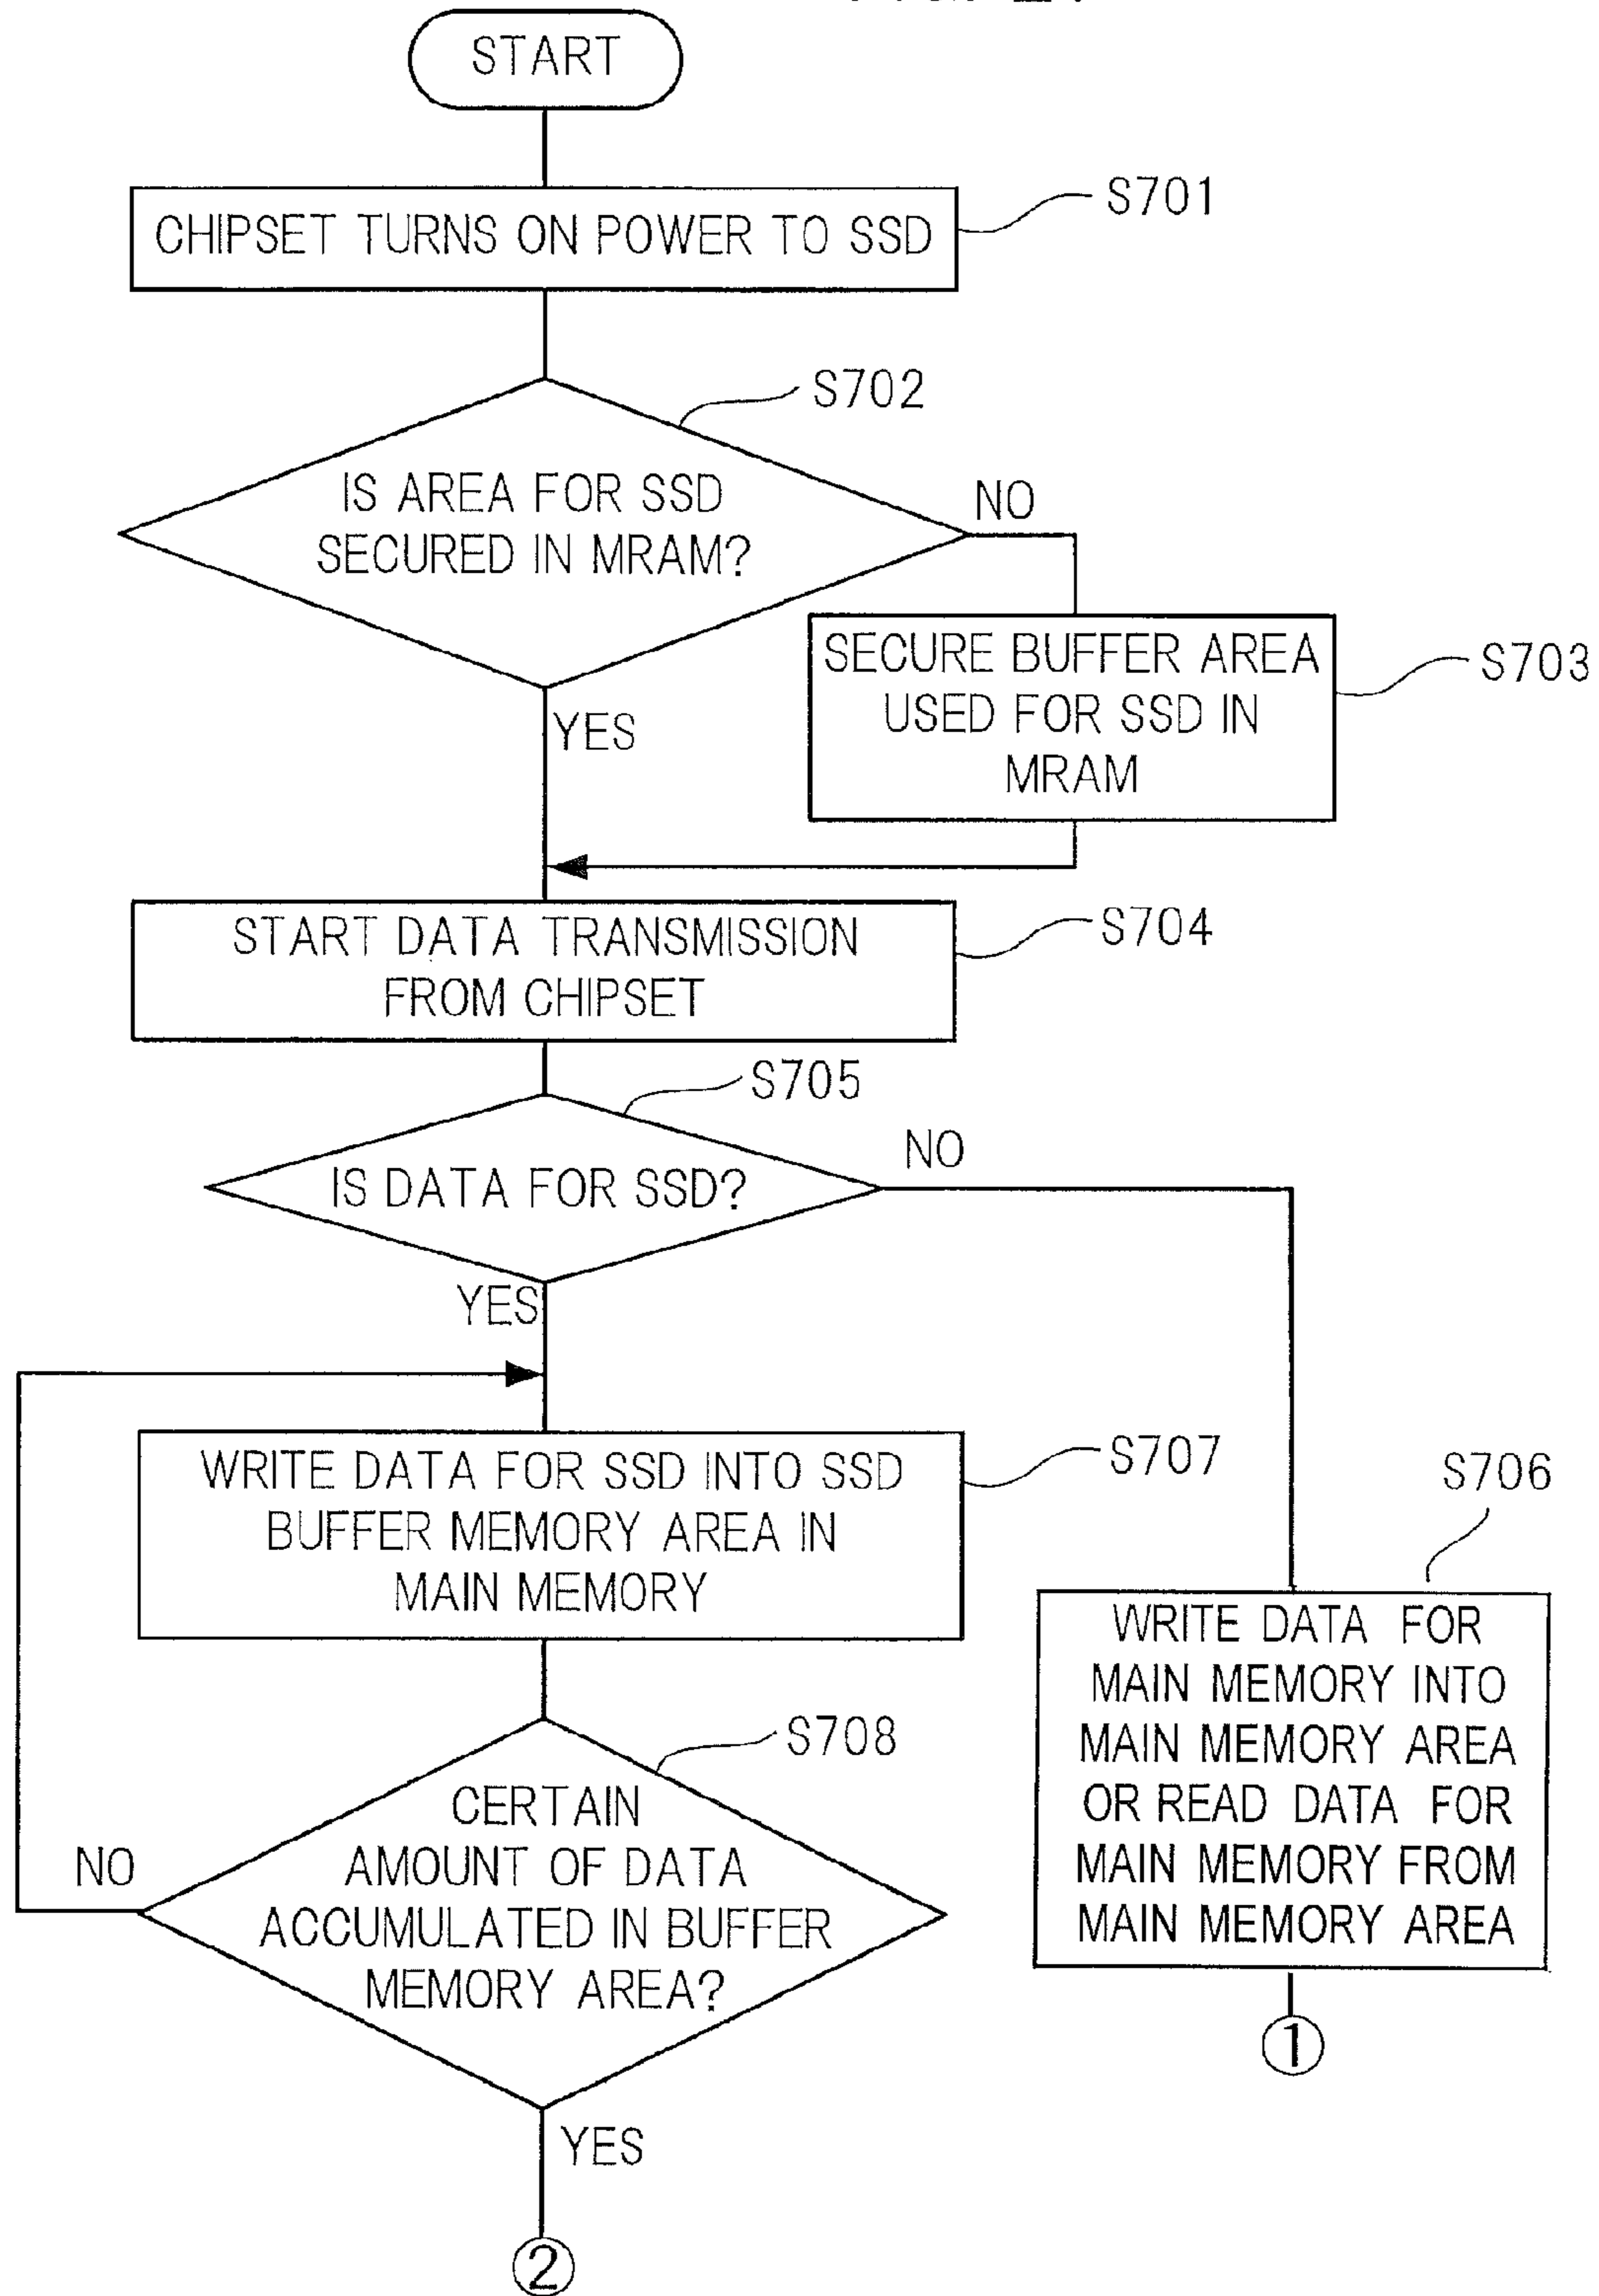 START
CHIPSET TURNS ON POWER TO SSD
S701
S702
IS AREA FOR SSD
SECURED IN MRAM?
NO
YES
SECURE BUFFER AREA
USED FOR SSD IN
MRAM
S703
START DATA TRANSMISSION
FROM CHIPSET
S704
S705
IS DATA FOR SSD?
NO
YES
WRITE DATA FOR SSD INTO SSD
BUFFER MEMORY AREA IN
MAIN MEMORY
S707
S706
WRITE DATA FOR
MAIN MEMORY INTO
MAIN MEMORY AREA
OR READ DATA FOR
MAIN MEMORY FROM
MAIN MEMORY AREA
①
S708
CERTAIN
AMOUNT OF DATA
ACCUMULATED IN BUFFER
MEMORY AREA?
NO
YES
②